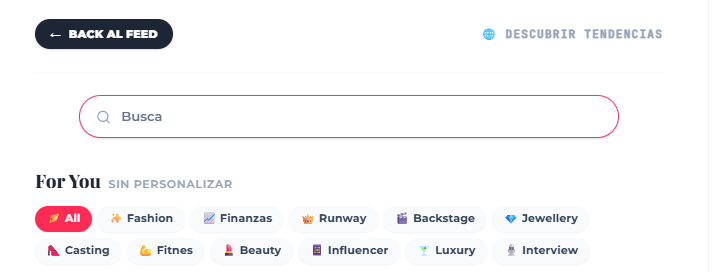 ← BACK AL FEED
🌐 DESCUBRIR TENDENCIAS
Busca
For You SIN PERSONALIZAR
All Fashion Finanzas Runway Backstage Jewellery
Casting Fitnes Beauty Influencer Luxury Interview